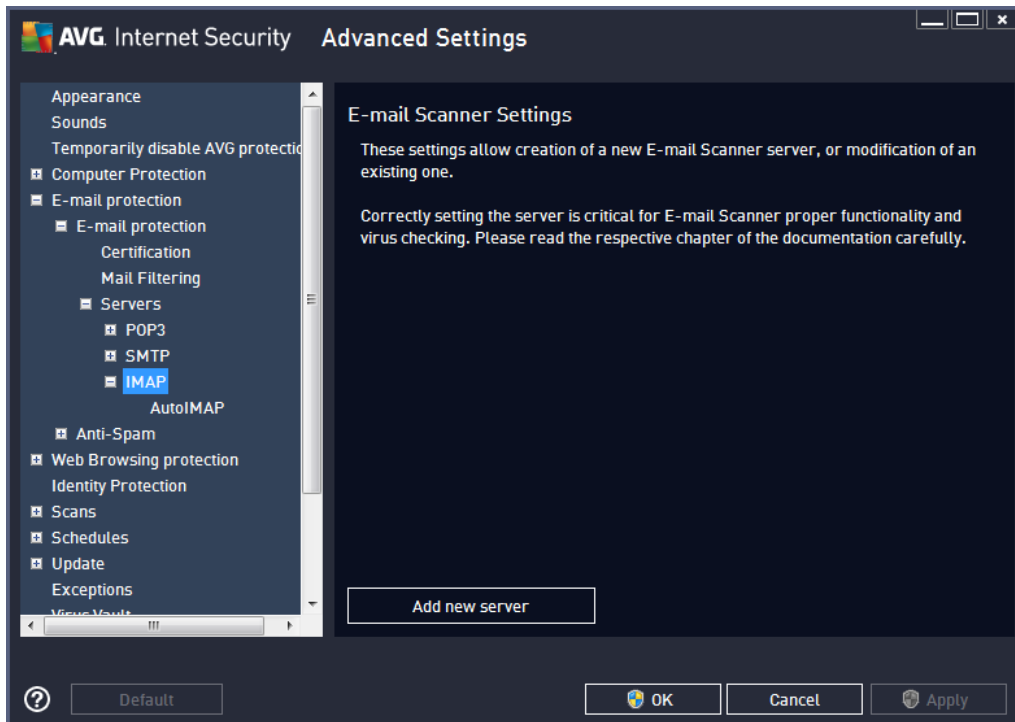 AVG. Internet Security Advanced Settings
Appearance
Sounds
Temporarily disable AVG protectio
Computer Protection
E-mail protection
E-mail protection
Certification
Mail Filtering
Servers
POP3
SMTP
IMAP
AutoIMAP
Anti-Spam
Web Browsing protection
Identity Protection
Scans
Schedules
Update
Exceptions
Virus Vault
E-mail Scanner Settings
These settings allow creation of a new E-mail Scanner server, or modification of an
existing one.
Correctly setting the server is critical for E-mail Scanner proper functionality and
virus checking. Please read the respective chapter of the documentation carefully.
Add new server
? Default OK Cancel Apply